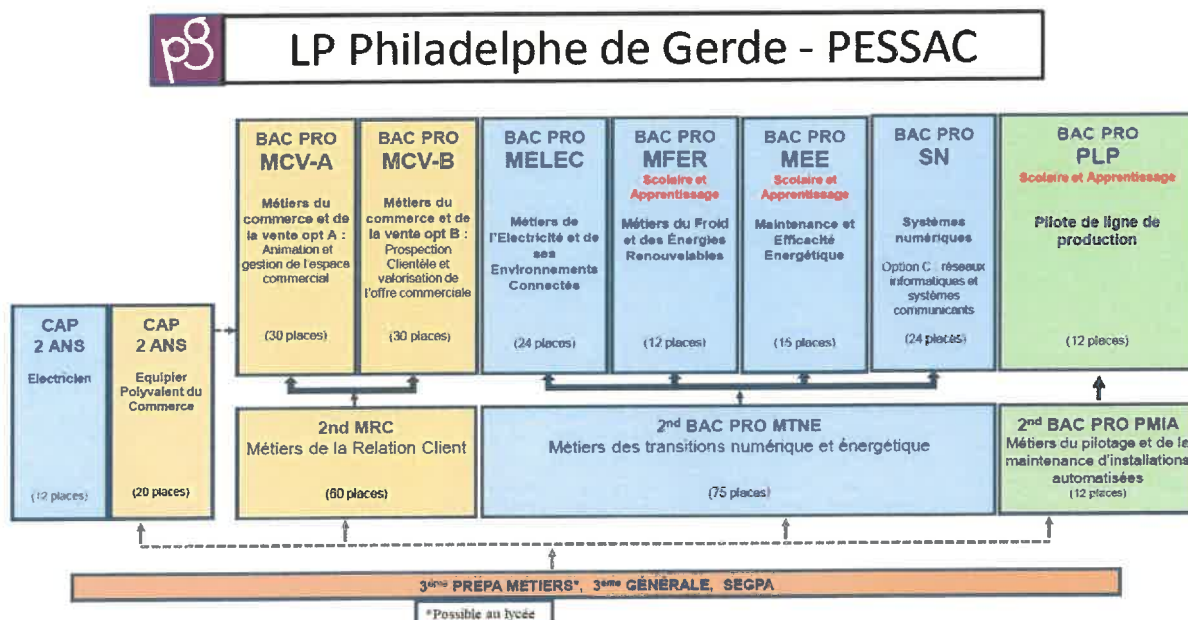 pg
LP Philadelphe de Gerde - PESSAC
BAC PRO
MCV-A
Métiers du
commerce et de
la vente opt A :
Animation et
gestion de l'espace
commercial
(30 places)
BAC PRO
MCV-B
Métiers du
commerce et de
la vente opt B :
Prospection
Clientèle et
valorisation de
l'offre commerciale
(30 places)
BAC PRO
MELEC
Métiers de
l'Electricité et de
ses
Environnements
Connectés
(24 places)
BAC PRO
MFER
Scolaire et
Apprentissage
Métiers du Froid
et des Énergies
Renouvelables
(12 places)
BAC PRO
MEE
Scolaire et
Apprentissage
Maintenance et
Efficacité
Energétique
(15 places)
BAC PRO
SN
Systèmes
numériques
Option C : réseaux
informatiques et
systèmes
communicants
(24 places)
BAC PRO
PLP
Scolaire et Apprentissage
Pilote de ligne de
production
(12 places)
CAP
2 ANS
Electricien
(12 places)
CAP
2 ANS
Equipier
Polyvalent du
Commerce
(20 places)
2nd MRC
Métiers de la Relation Client
(60 places)
2nd BAC PRO MTNE
Métiers des transitions numérique et énergétique
(75 places)
2nd BAC PRO PMIA
Métiers du pilotage et de la
maintenance d'installations
automatisées
(12 places)
3ème PRÉPA MÉTIERS*, 3ème GÉNÉRALE, SEGPA
*Possible au lycée